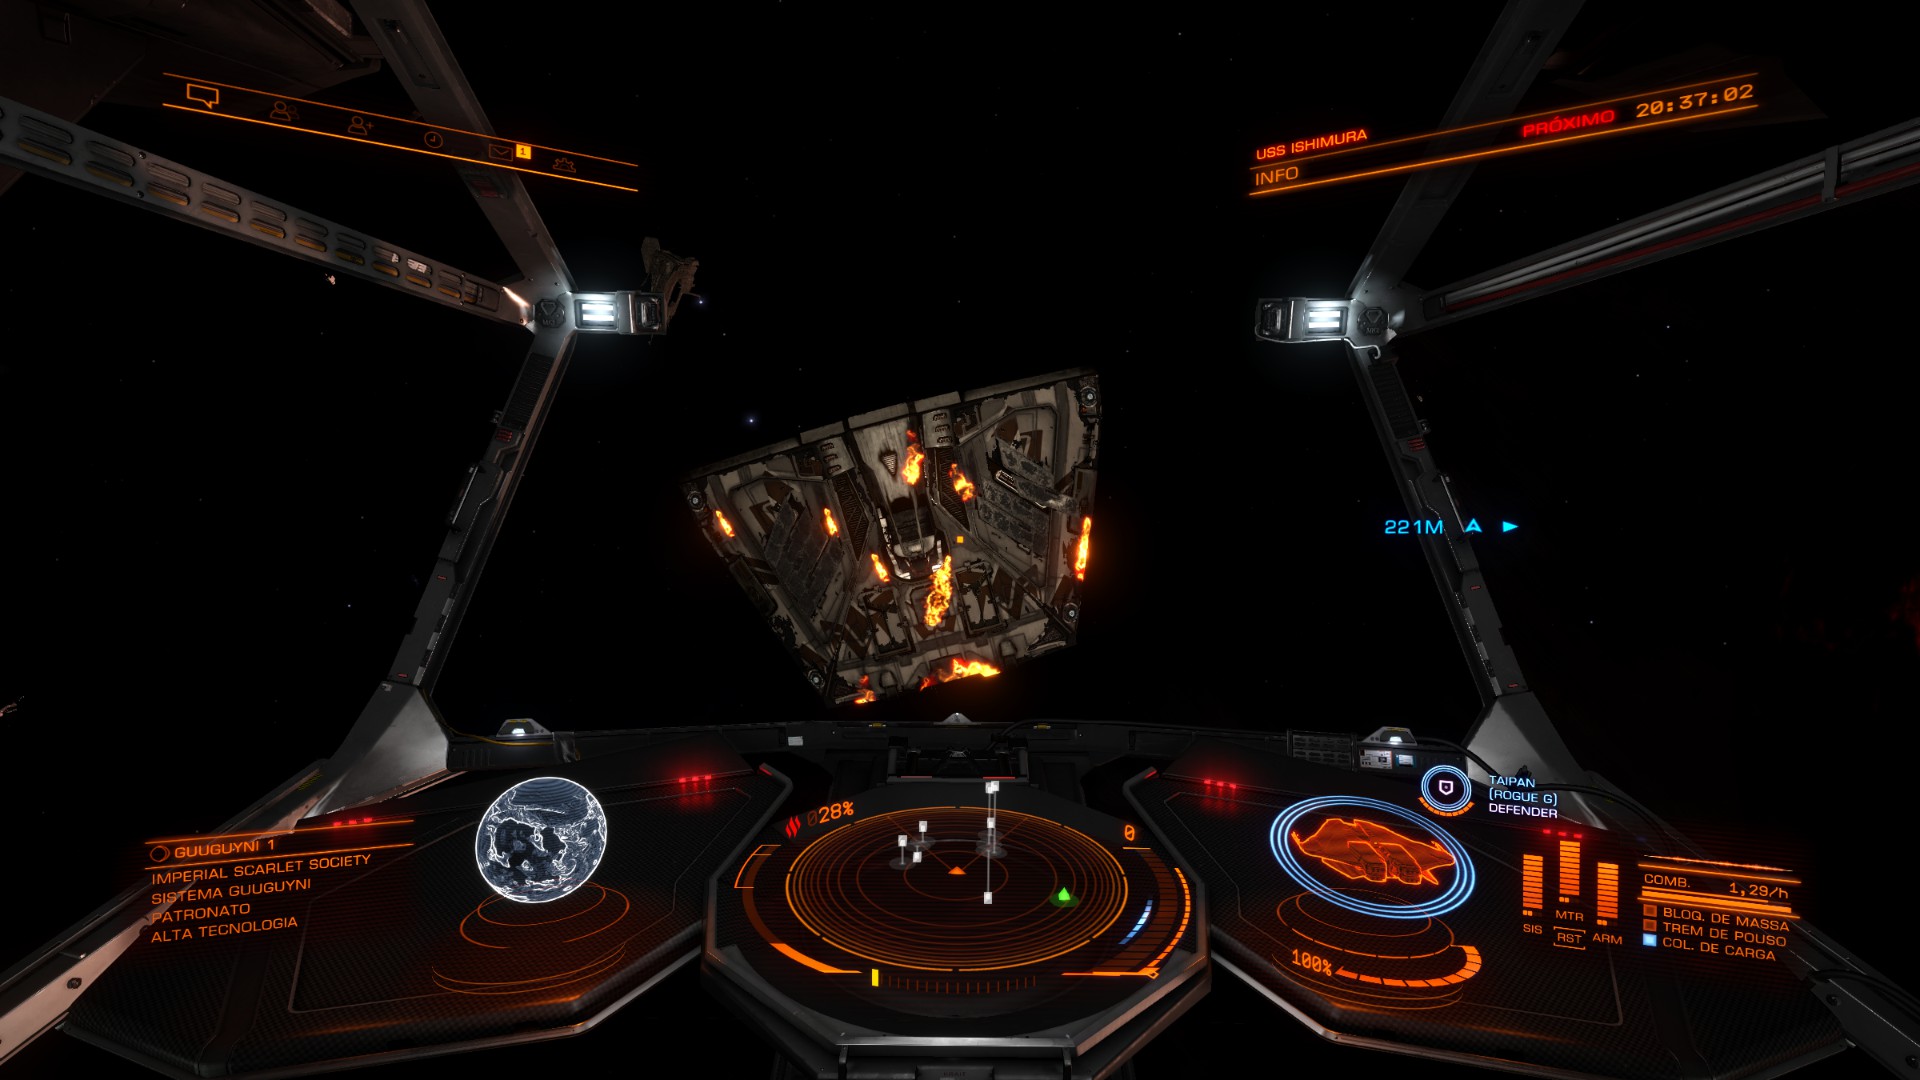 1
USS ISHIMURA
PRÓXIMO
20:37:02
INFO
221M
028%
0
TAIPAN
(ROGUE G)
DEFENDER
GUUGUYNI 1
IMPERIAL SCARLET SOCIETY
SISTEMA GUUGUYNI
PATRONATO
ALTA TECNOLOGIA
100%
SIS
MTR
RST
ARM
COMB.
1,29/h
BLOQ. DE MASSA
TREM DE POUSO
COL. DE CARGA